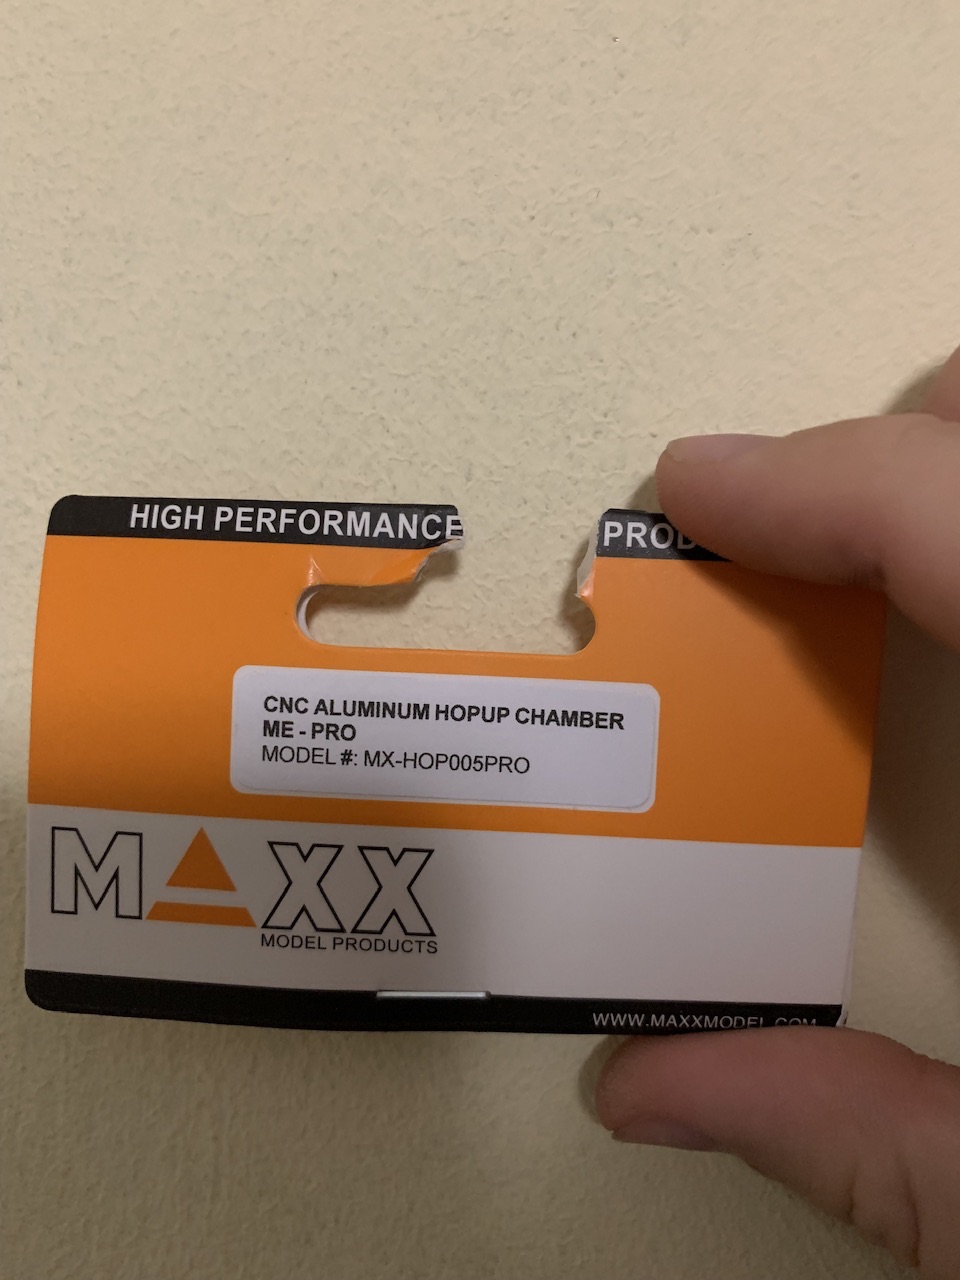 HIGH PERFORMANCE
CNC ALUMINUM HOPUP CHAMBER
ME - PRO
MODEL #: MX-HOP005PRO
MAXX
MODEL PRODUCTS
WWW.MAXXMODEL.COM